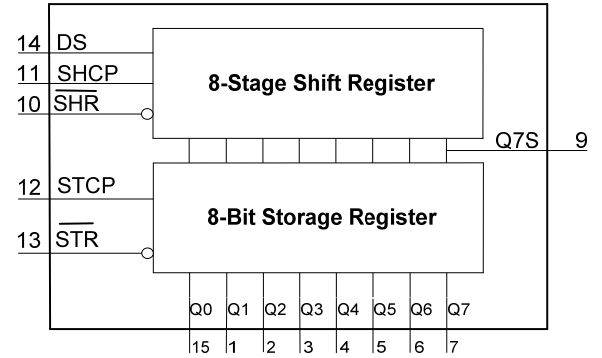 14 DS
11 SHCP
10 SHR
8-Stage Shift Register
Q7S 9
12 STCP
13 STR
8-Bit Storage Register
Q0 Q1 Q2 Q3 Q4 Q5 Q6 Q7
15 1 2 3 4 5 6 7